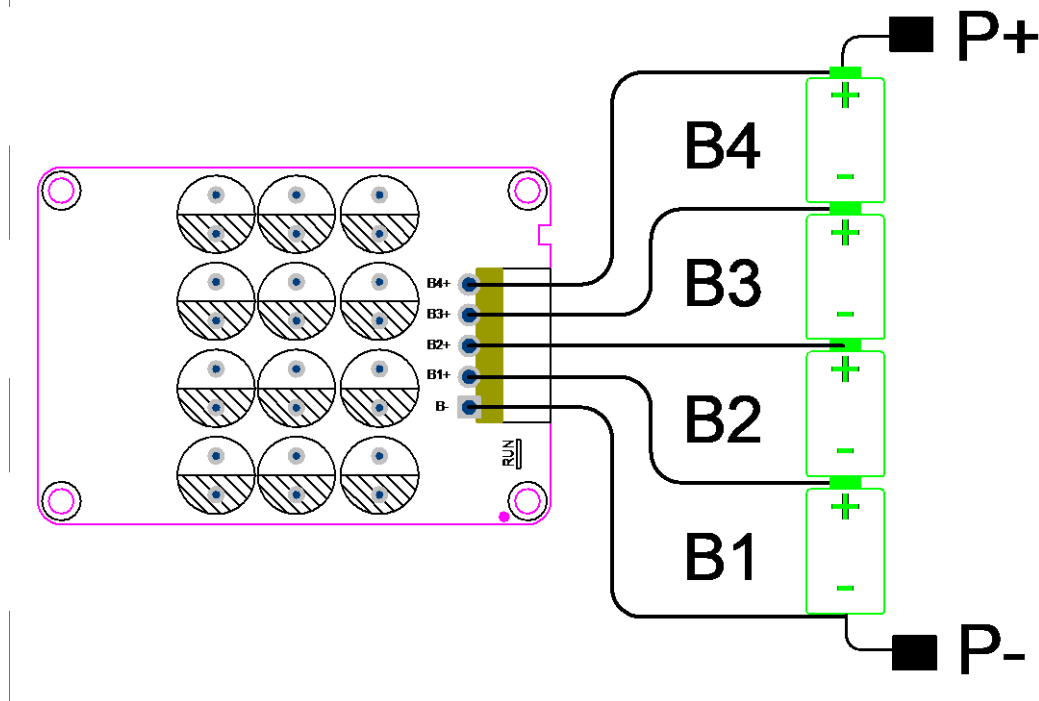 P+
B4
B3
B2
B1
P-
B4+
B3+
B2+
B1+
B-
RUN
+
-
+
-
+
-
+
-